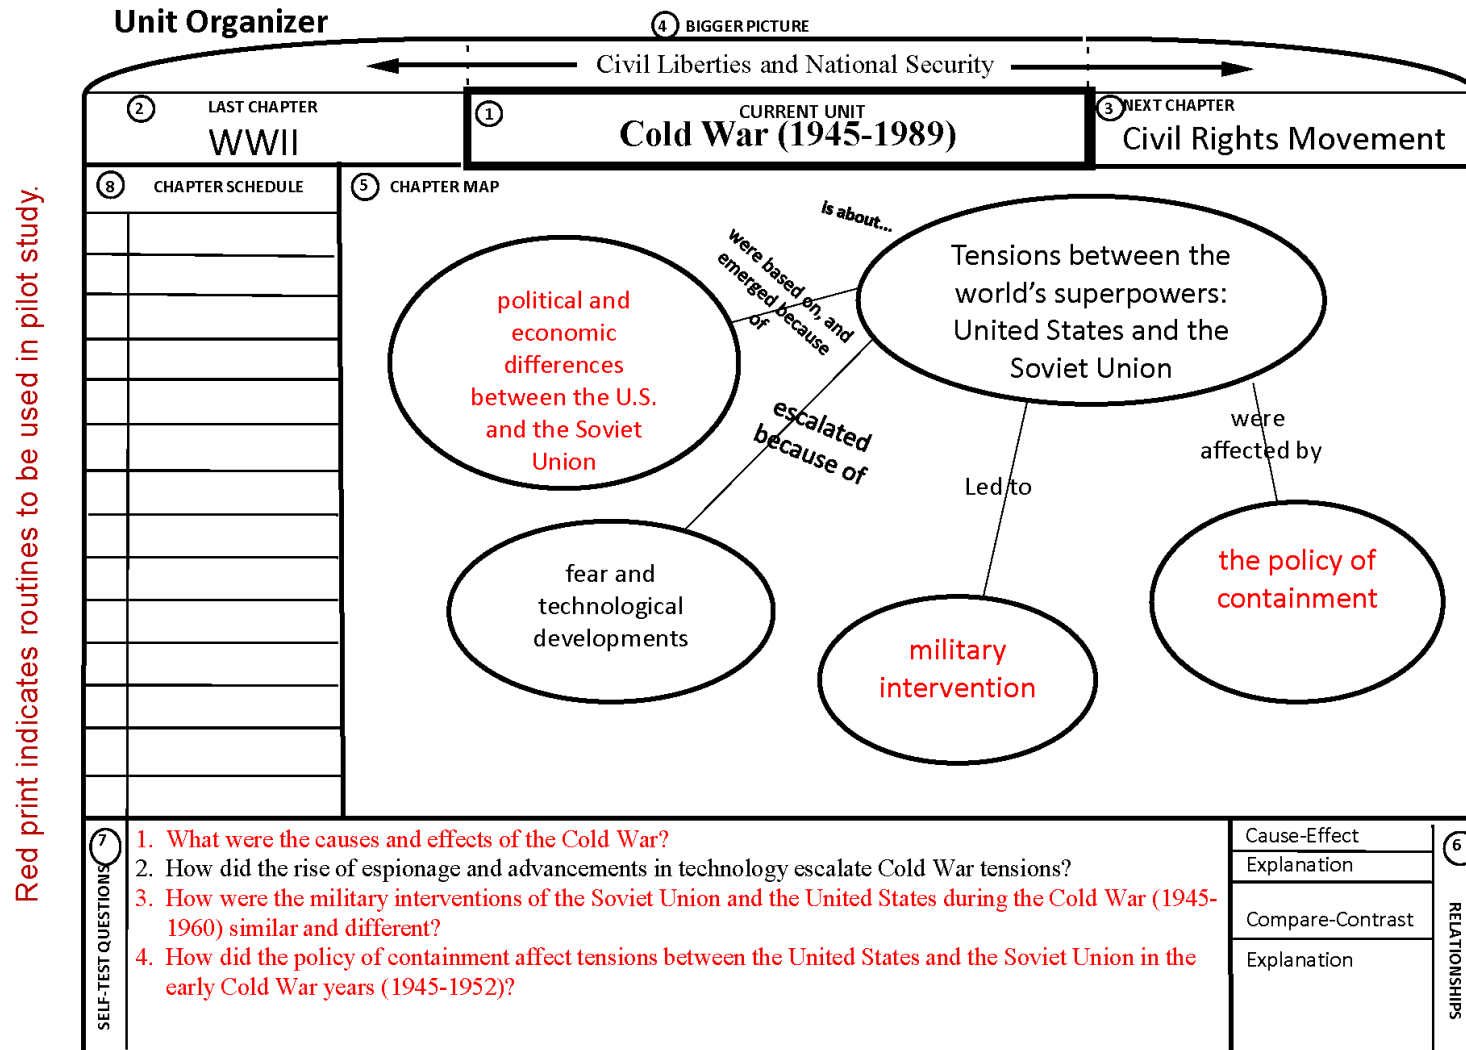 Unit Organizer
4 BIGGER PICTURE
Civil Liberties and National Security
2 LAST CHAPTER
WWII
1 CURRENT UNIT
Cold War (1945-1989)
3 NEXT CHAPTER
Civil Rights Movement
Red print indicates routines to be used in pilot study.
8 CHAPTER SCHEDULE
5 CHAPTER MAP
is about...
Tensions between the
world's superpowers:
United States and the
Soviet Union
were based on, and
emerged because
of
political and
economic
differences
between the U.S.
and the Soviet
Union
escalated
because of
fear and
technological
developments
Led to
military
intervention
were
affected by
the policy of
containment
7 SELF-TEST QUESTIONS
1. What were the causes and effects of the Cold War?
2. How did the rise of espionage and advancements in technology escalate Cold War tensions?
3. How were the military interventions of the Soviet Union and the United States during the Cold War (1945-
1960) similar and different?
4. How did the policy of containment affect tensions between the United States and the Soviet Union in the
early Cold War years (1945-1952)?
Cause-Effect
Explanation
Compare-Contrast
Explanation
6 RELATIONSHIPS